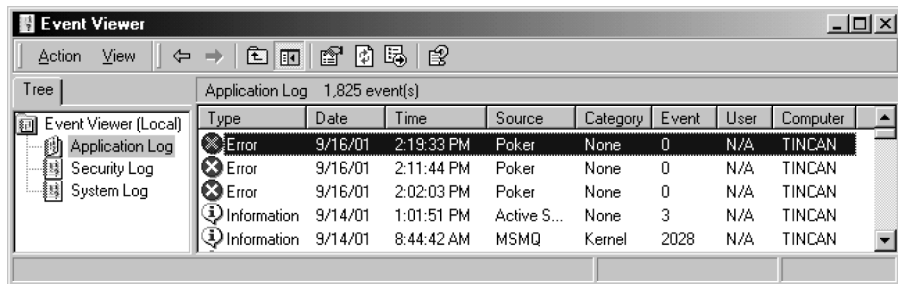 Event Viewer
Action View
Tree
Application Log 1,825 event(s)
Event Viewer (Local)
Application Log
Security Log
System Log
Type Date Time Source Category Event User Computer
Error 9/16/01 2:19:33 PM Poker None 0 N/A TINCAN
Error 9/16/01 2:11:44 PM Poker None 0 N/A TINCAN
Error 9/16/01 2:02:03 PM Poker None 0 N/A TINCAN
Information 9/14/01 1:01:51 PM Active S... None 3 N/A TINCAN
Information 9/14/01 8:44:42 AM MSMQ Kernel 2028 N/A TINCAN